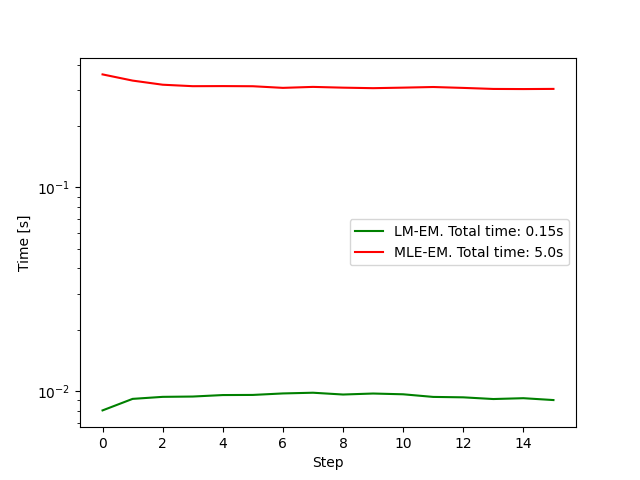 Time [s]
10⁻¹
10⁻²
LM-EM. Total time: 0.15s
MLE-EM. Total time: 5.0s
0 2 4 6 8 10 12 14
Step